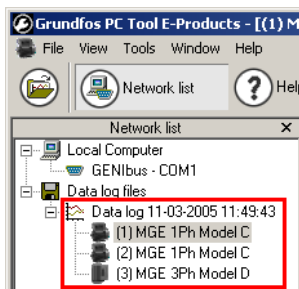 Grundfos PC Tool E-Products - [(1) M
File View Tools Window Help
Network list ? Hel
Network list ×
Local Computer
GENIbus - COM1
Data log files
Data log 11-03-2005 11:49:43
(1) MGE 1Ph Model C
(2) MGE 1Ph Model C
(3) MGE 3Ph Model D